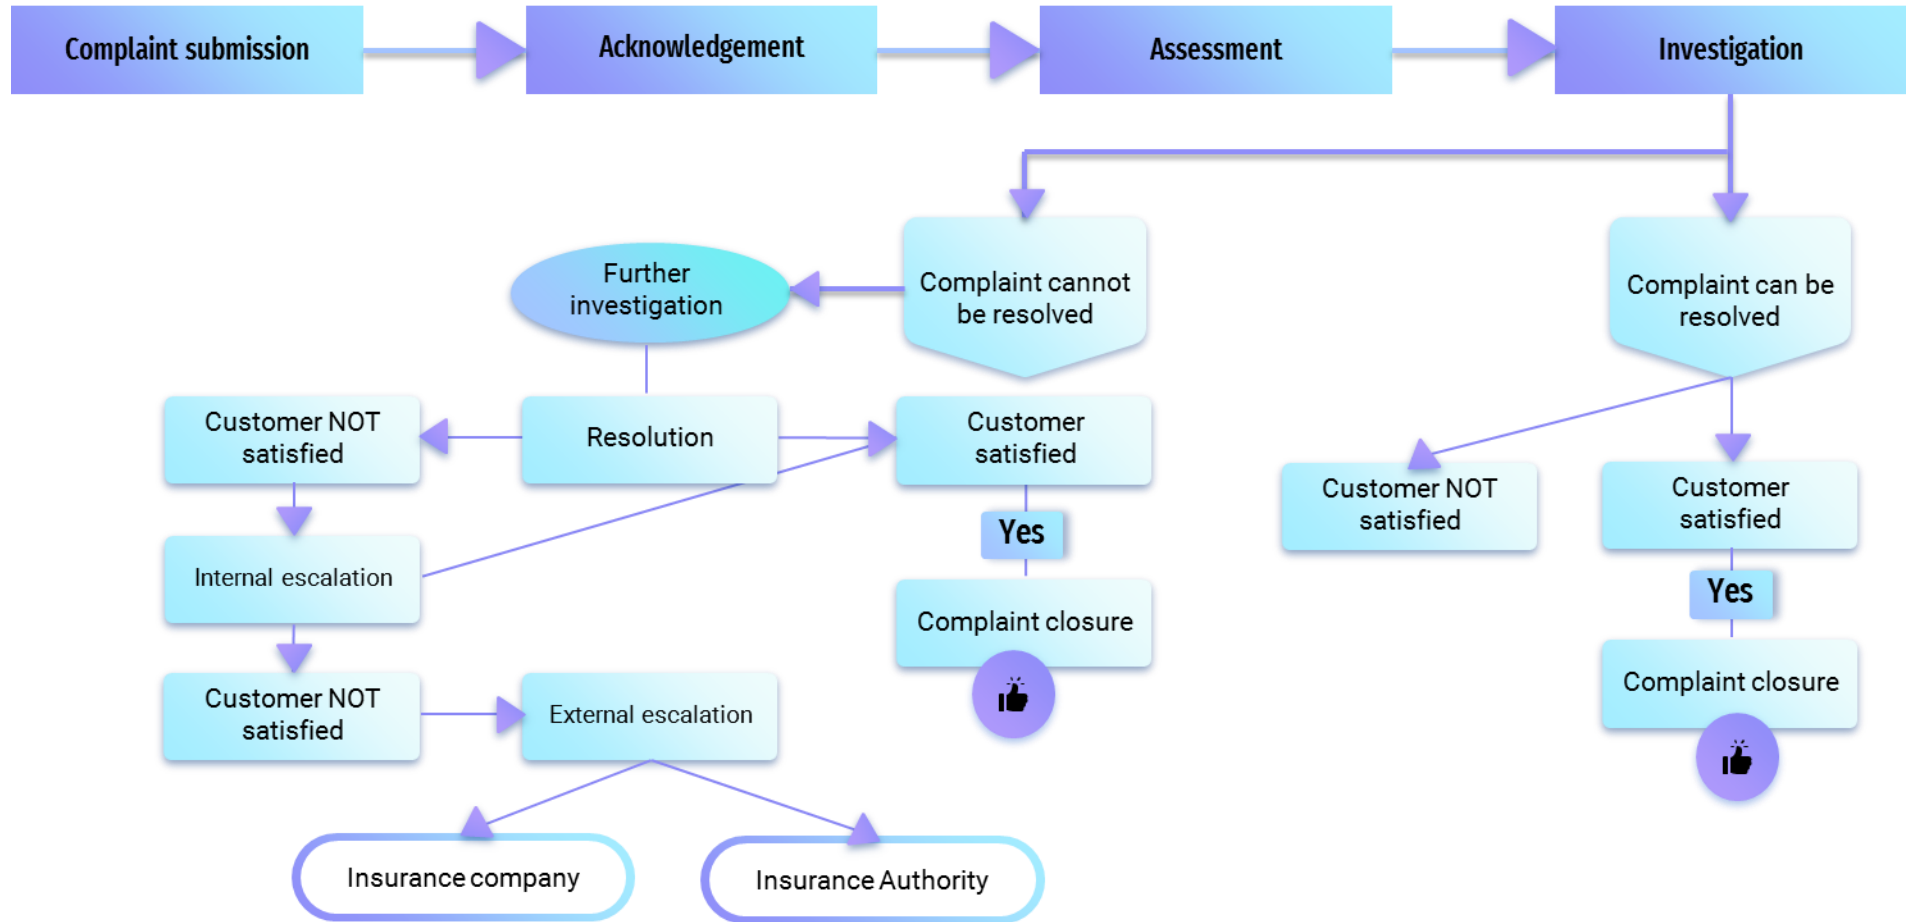 Complaint submission
Acknowledgement
Assessment
Investigation
Further
investigation
Complaint cannot
be resolved
Complaint can be
resolved
Customer NOT
satisfied
Resolution
Customer
satisfied
Customer NOT
satisfied
Customer
satisfied
Yes
Internal escalation
Yes
Complaint closure
Customer NOT
satisfied
External escalation
Complaint closure
Insurance company
Insurance Authority